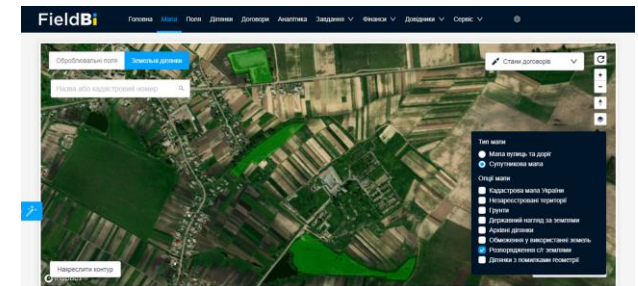 FieldBi
Головна Мапа Поля Ділянки Договори Аналітика Завдання Фінанси Довідники Сервіс
Оброблювальні поля Земельні ділянки
Стани договорів
Назва або кадастровий номер
Тип мапи
Мапа вулиць та доріг
Супутникова мапа
Опції мапи
Кадастрова мапа України
Незареєстровані території
Ґрунти
Державний нагляд за землями
Архівні ділянки
Обмеження у використанні земель
Розпорядження с/г землями
Ділянки з помилками геометрії
Накреслити контур